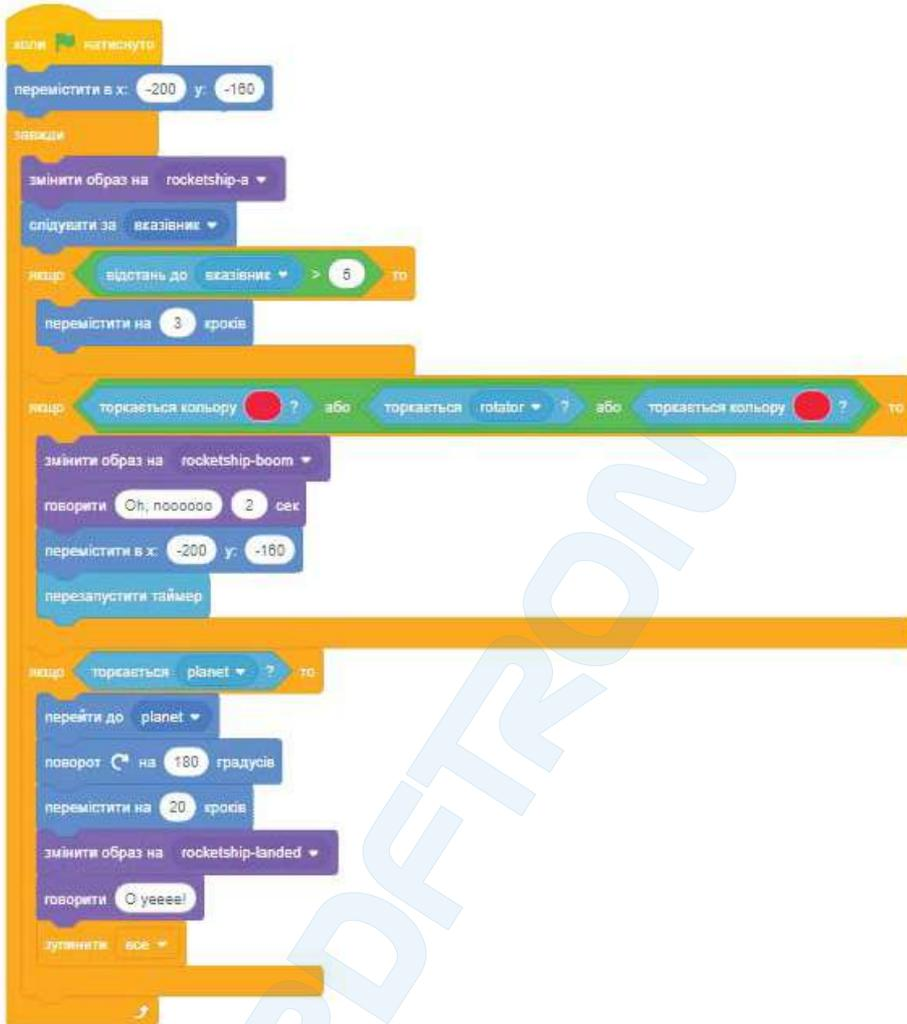 коли натиснуто
перемістити в x: -200 y: -160
завжди
змінити образ на rocketship-a
слідувати за вказівник
якщо відстань до вказівник > 5 то
перемістити на 3 кроків
якщо торкається кольору ? або торкається rotator ? або торкається кольору ? то
змінити образ на rocketship-boom
говорити Oh, noooooo 2 сек
перемістити в x: -200 y: -160
перезапустити таймер
якщо торкається planet ? то
перейти до planet
поворот на 180 градусів
перемістити на 20 кроків
змінити образ на rocketship-landed
говорити O yeeee!
зупинити все
PDFTRON